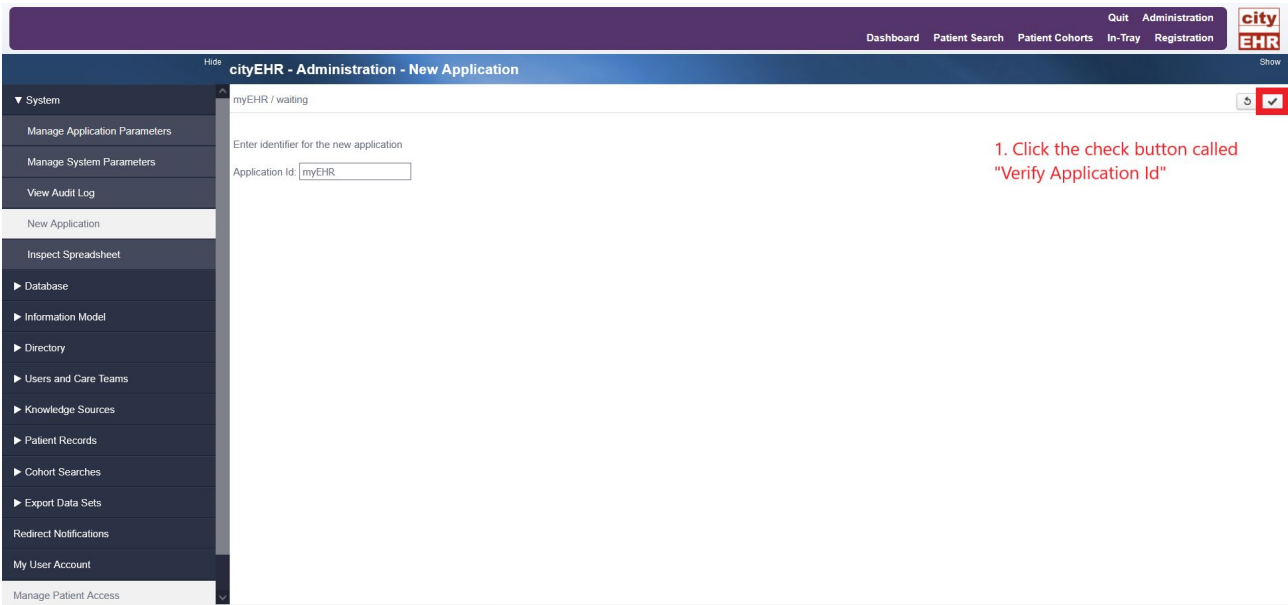 Quit Administration
Dashboard Patient Search Patient Cohorts In-Tray Registration
city
EHR
Hide
cityEHR - Administration - New Application
Show
▼ System
Manage Application Parameters
Manage System Parameters
View Audit Log
New Application
Inspect Spreadsheet
▶ Database
▶ Information Model
▶ Directory
▶ Users and Care Teams
▶ Knowledge Sources
▶ Patient Records
▶ Cohort Searches
▶ Export Data Sets
Redirect Notifications
My User Account
Manage Patient Access
myEHR / waiting
Enter identifier for the new application
Application Id: myEHR
1. Click the check button called
"Verify Application Id"